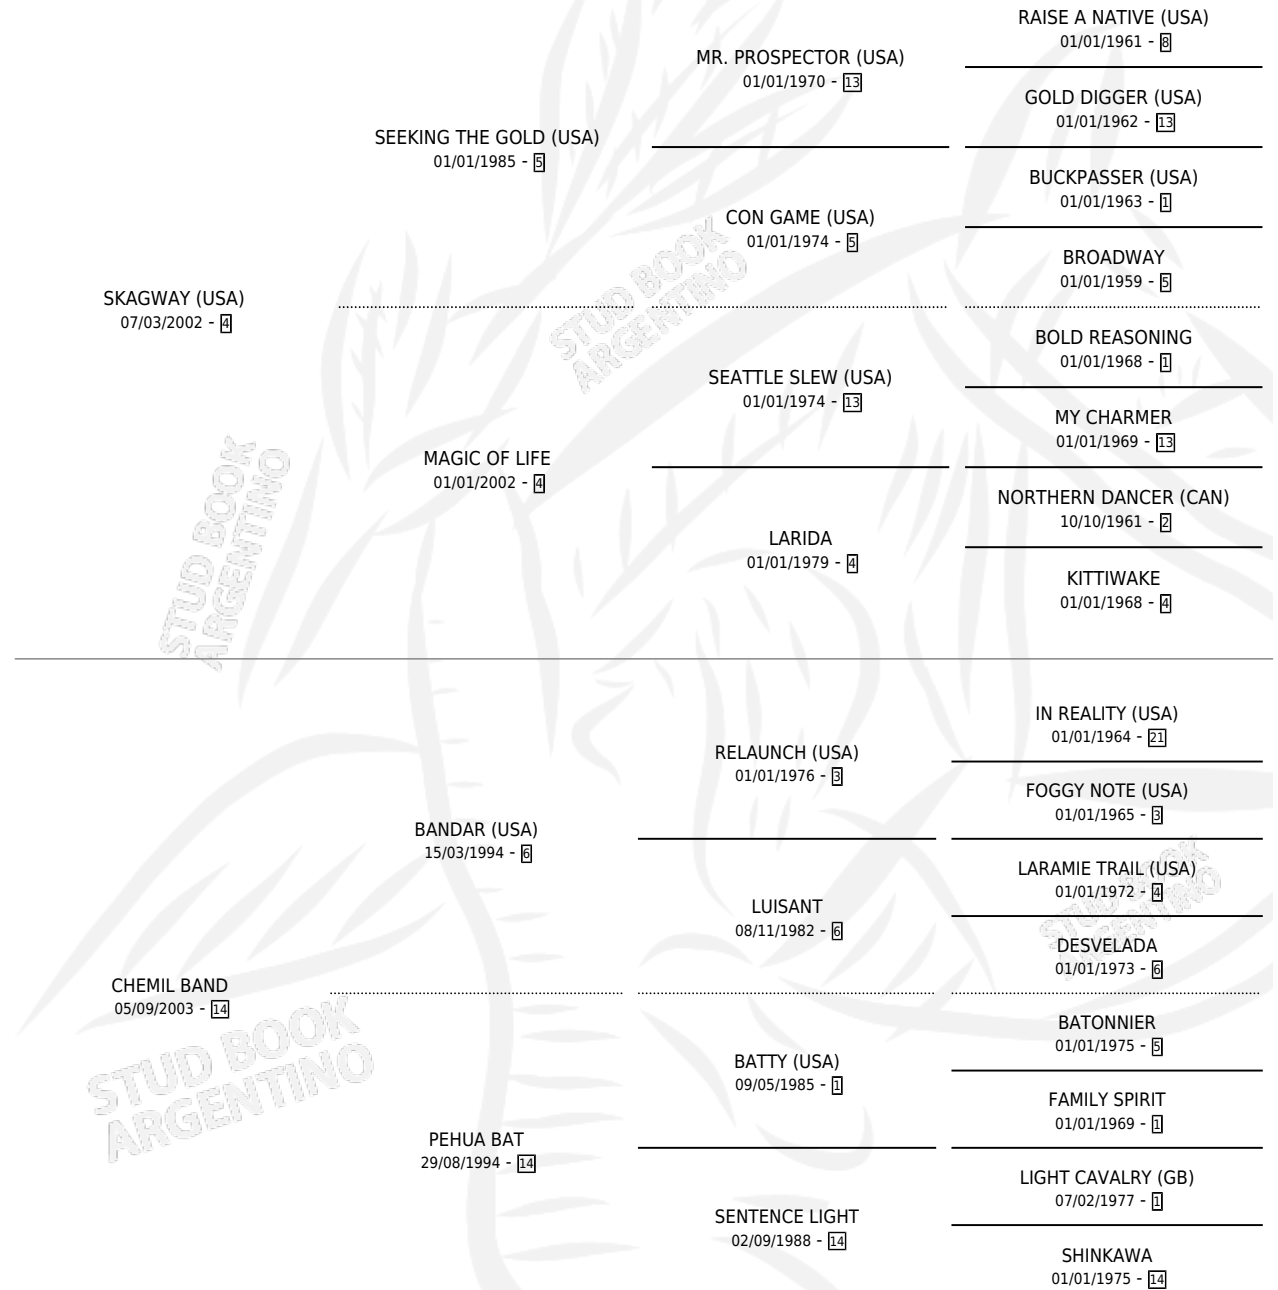 RAISE A NATIVE (USA)
01/01/1961 - 8
MR. PROSPECTOR (USA)
01/01/1970 - 13
GOLD DIGGER (USA)
01/01/1962 - 13
SEEKING THE GOLD (USA)
01/01/1985 - 5
BUCKPASSER (USA)
01/01/1963 - 1
CON GAME (USA)
01/01/1974 - 5
BROADWAY
01/01/1959 - 5
SKAGWAY (USA)
07/03/2002 - 4
STUD BOOK
ARGENTINO
BOLD REASONING
01/01/1968 - 1
SEATTLE SLEW (USA)
01/01/1974 - 13
MY CHARMER
01/01/1969 - 13
MAGIC OF LIFE
01/01/2002 - 4
NORTHERN DANCER (CAN)
10/10/1961 - 2
LARIDA
01/01/1979 - 4
KITTIWAKE
01/01/1968 - 4
STUD BOOK
ARGENTINO
IN REALITY (USA)
01/01/1964 - 21
RELAUNCH (USA)
01/01/1976 - 3
FOGGY NOTE (USA)
01/01/1965 - 3
BANDAR (USA)
15/03/1994 - 6
LARAMIE TRAIL (USA)
01/01/1972 - 4
LUISANT
08/11/1982 - 6
STUD BOOK
ARGENTINO
DESVELADA
01/01/1973 - 6
CHEMIL BAND
05/09/2003 - 14
BATONNIER
01/01/1975 - 5
BATTY (USA)
09/05/1985 - 1
FAMILY SPIRIT
01/01/1969 - 1
STUD BOOK
ARGENTINO
PEHUA BAT
29/08/1994 - 14
LIGHT CAVALRY (GB)
07/02/1977 - 1
SENTENCE LIGHT
02/09/1988 - 14
SHINKAWA
01/01/1975 - 14